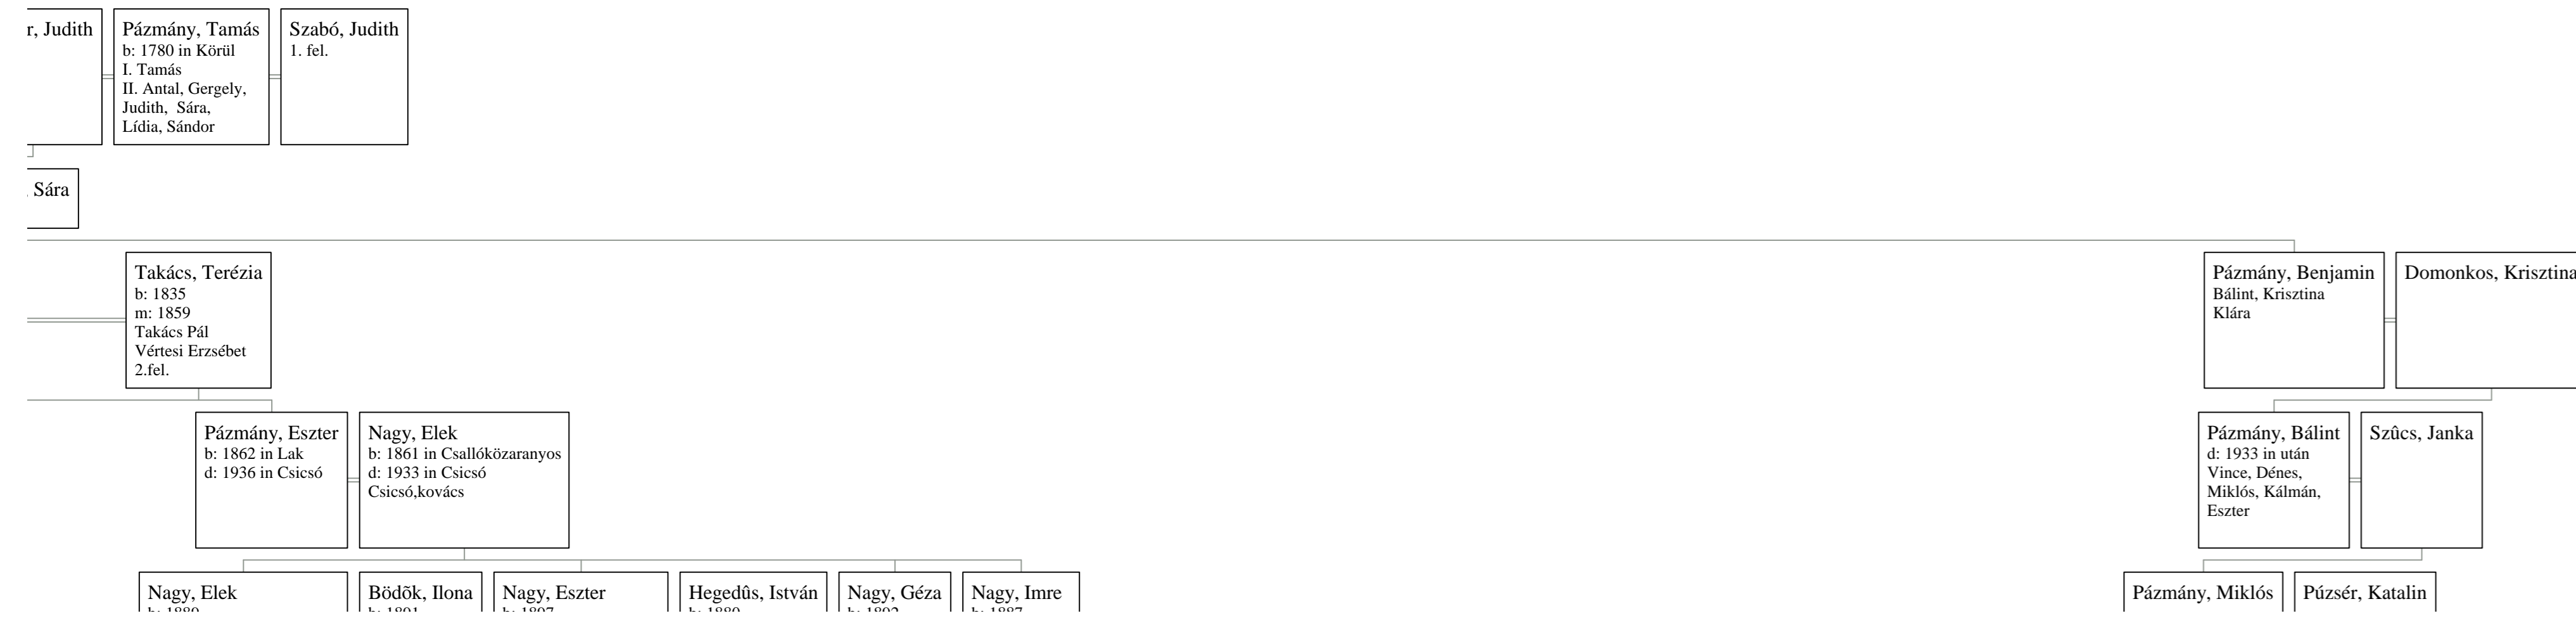 r, Judith
Pázmány, Tamás
b: 1780 in Körül
I. Tamás
II. Antal, Gergely,
Judith, Sára,
Lídia, Sándor
Szabó, Judith
1. fel.
, Sára
Takács, Terézia
b: 1835
m: 1859
Takács Pál
Vértesi Erzsébet
2.fel.
Pázmány, Benjamin
Bálint, Krisztina
Klára
Domonkos, Krisztina
Pázmány, Eszter
b: 1862 in Lak
d: 1936 in Csicsó
Nagy, Elek
b: 1861 in Csallóközaranyos
d: 1933 in Csicsó
Csicsó,kovács
Pázmány, Bálint
d: 1933 in után
Vince, Dénes,
Miklós, Kálmán,
Eszter
Szûcs, Janka
Nagy, Elek
Bödõk, Ilona
Nagy, Eszter
Hegedûs, István
Nagy, Géza
Nagy, Imre
Pázmány, Miklós
Púzsér, Katalin